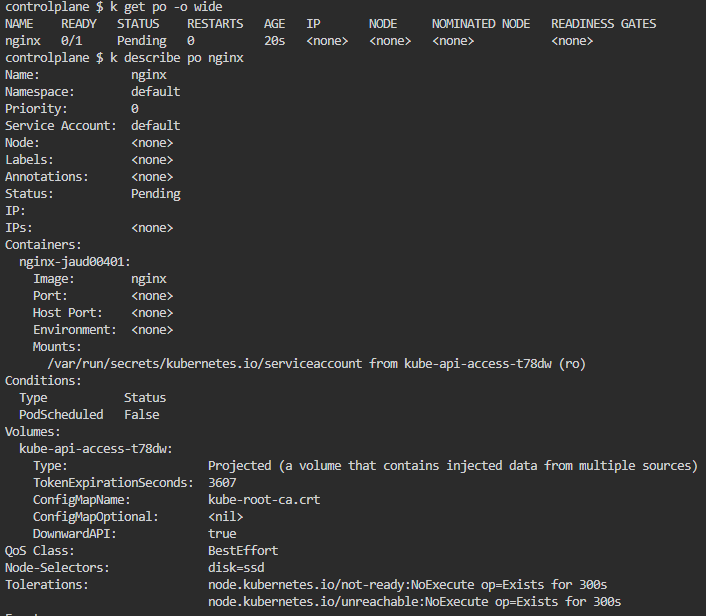 controlplane $ k get po -o wide
NAME    READY   STATUS    RESTARTS   AGE   IP       NODE     NOMINATED NODE   READINESS GATES
nginx   0/1     Pending   0          20s   <none>   <none>   <none>           <none>
controlplane $ k describe po nginx
Name:             nginx
Namespace:        default
Priority:         0
Service Account:  default
Node:             <none>
Labels:           <none>
Annotations:      <none>
Status:           Pending
IP:
IPs:              <none>
Containers:
  nginx-jaud00401:
    Image:        nginx
    Port:         <none>
    Host Port:    <none>
    Environment:  <none>
    Mounts:
      /var/run/secrets/kubernetes.io/serviceaccount from kube-api-access-t78dw (ro)
Conditions:
  Type           Status
  PodScheduled   False
Volumes:
  kube-api-access-t78dw:
    Type:                    Projected (a volume that contains injected data from multiple sources)
    TokenExpirationSeconds:  3607
    ConfigMapName:           kube-root-ca.crt
    ConfigMapOptional:       <nil>
    DownwardAPI:             true
QoS Class:                   BestEffort
Node-Selectors:              disk=ssd
Tolerations:                 node.kubernetes.io/not-ready:NoExecute op=Exists for 300s
                             node.kubernetes.io/unreachable:NoExecute op=Exists for 300s